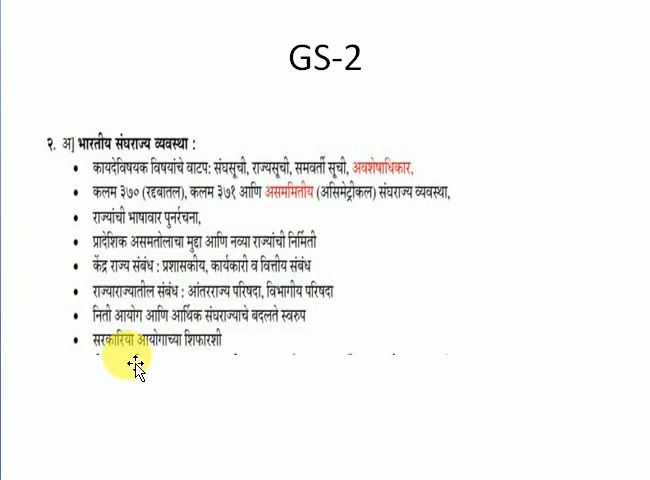 GS-2
२. अ] भारतीय संघराज्य व्यवस्था :
• कायदेविषयक विषयांचे वाटप: संघसूची, राज्यसूची, समवर्ती सूची, अवशेषाधिकार,
• कलम ३७० (रद्दबातल), कलम ३७१ आणि असममितीय (असिमेट्रीकल) संघराज्य व्यवस्था,
• राज्यांची भाषावार पुनर्रचना,
• प्रादेशिक असमतोलाचा मुद्दा आणि नव्या राज्यांची निर्मिती
• केंद्र राज्य संबंध : प्रशासकीय, कार्यकारी व वित्तीय संबंध
• राज्याराज्यातील संबंध : आंतरराज्य परिषदा, विभागीय परिषदा
• निती आयोग आणि आर्थिक संघराज्याचे बदलते स्वरुप
• सरकारिया आयोगाच्या शिफारशी